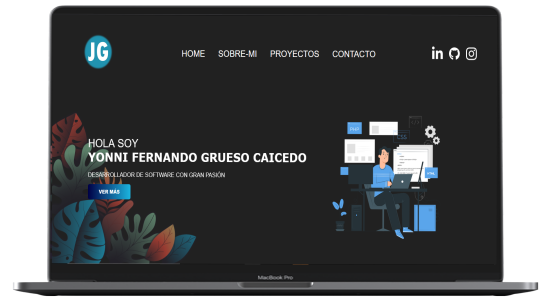 JG
HOME SOBRE-MI PROYECTOS CONTACTO
in
HOLA SOY
YONNI FERNANDO GRUESO CAICEDO
DESARROLLADOR DE SOFTWARE CON GRAN PASIÓN
VER MÁS
MacBook Pro